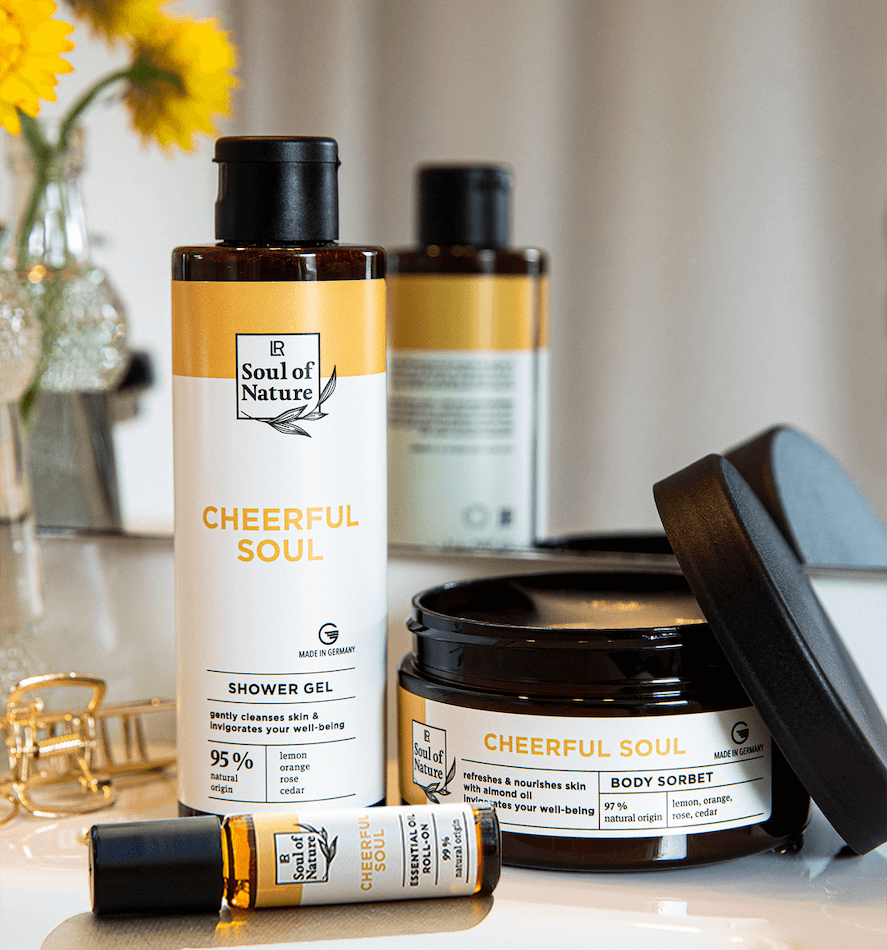 LR
Soul of
Nature
CHEERFUL
SOUL
MADE IN GERMANY
SHOWER GEL
gently cleanses skin &
invigorates your well-being
95 %
natural
origin
lemon
orange
rose
cedar
LR
Soul of
Nature
CHEERFUL SOUL
MADE IN GERMANY
refreshes & nourishes skin
with almond oil
invigorates your well-being
BODY SORBET
97 %
natural origin
lemon, orange,
rose, cedar
LR
Soul of
Nature
CHEERFUL
SOUL
ESSENTIAL OIL
ROLL-ON
99 %
natural origin